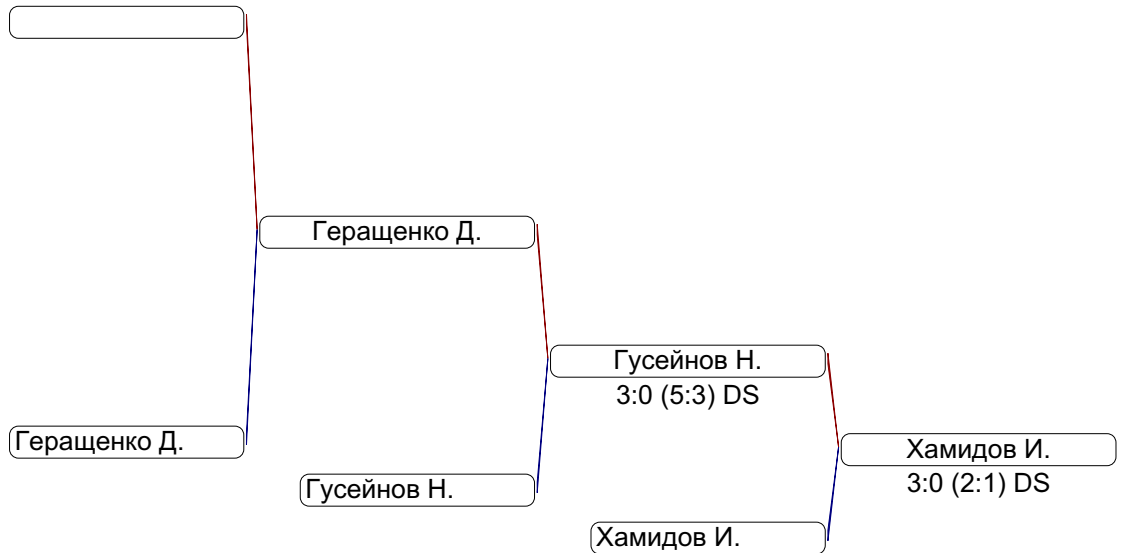 Геращенко Д.
Гусейнов Н.
3:0 (5:3) DS
Геращенко Д.
Хамидов И.
3:0 (2:1) DS
Гусейнов Н.
Хамидов И.